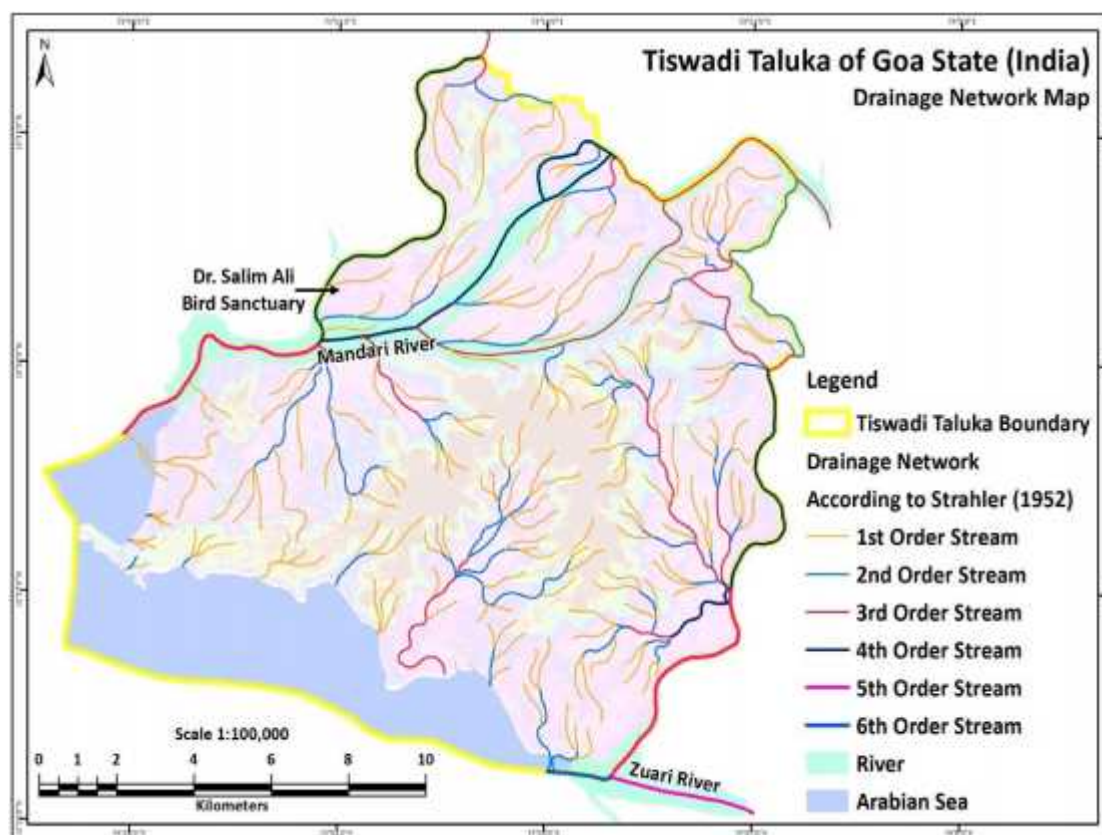 N
Tiswadi Taluka of Goa State (India)
Drainage Network Map
Dr. Salim Ali
Bird Sanctuary
Mandari River
Legend
Tiswadi Taluka Boundary
Drainage Network
According to Strahler (1952)
1st Order Stream
2nd Order Stream
3rd Order Stream
4th Order Stream
5th Order Stream
6th Order Stream
River
Arabian Sea
Scale 1:100,000
0 1 2 4 6 8 10
Kilometers
Zuari River